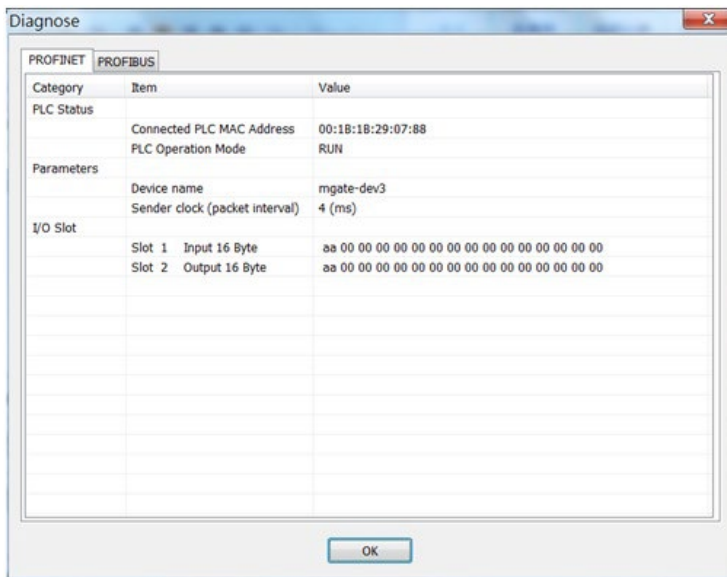 Diagnose
PROFINET PROFIBUS
Category Item Value
PLC Status
Connected PLC MAC Address 00:1B:1B:29:07:88
PLC Operation Mode RUN
Parameters
Device name mgate-dev3
Sender clock (packet interval) 4 (ms)
I/O Slot
Slot 1 Input 16 Byte aa 00 00 00 00 00 00 00 00 00 00 00 00 00 00 00
Slot 2 Output 16 Byte aa 00 00 00 00 00 00 00 00 00 00 00 00 00 00 00
OK